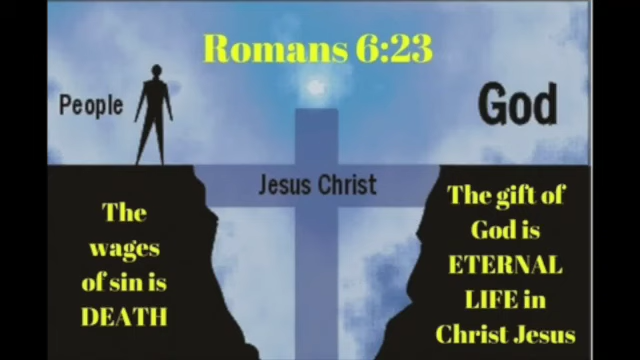 Romans 6:23
People
God
Jesus Christ
The
wages
of sin is
DEATH
The gift of
God is
ETERNAL
LIFE in
Christ Jesus